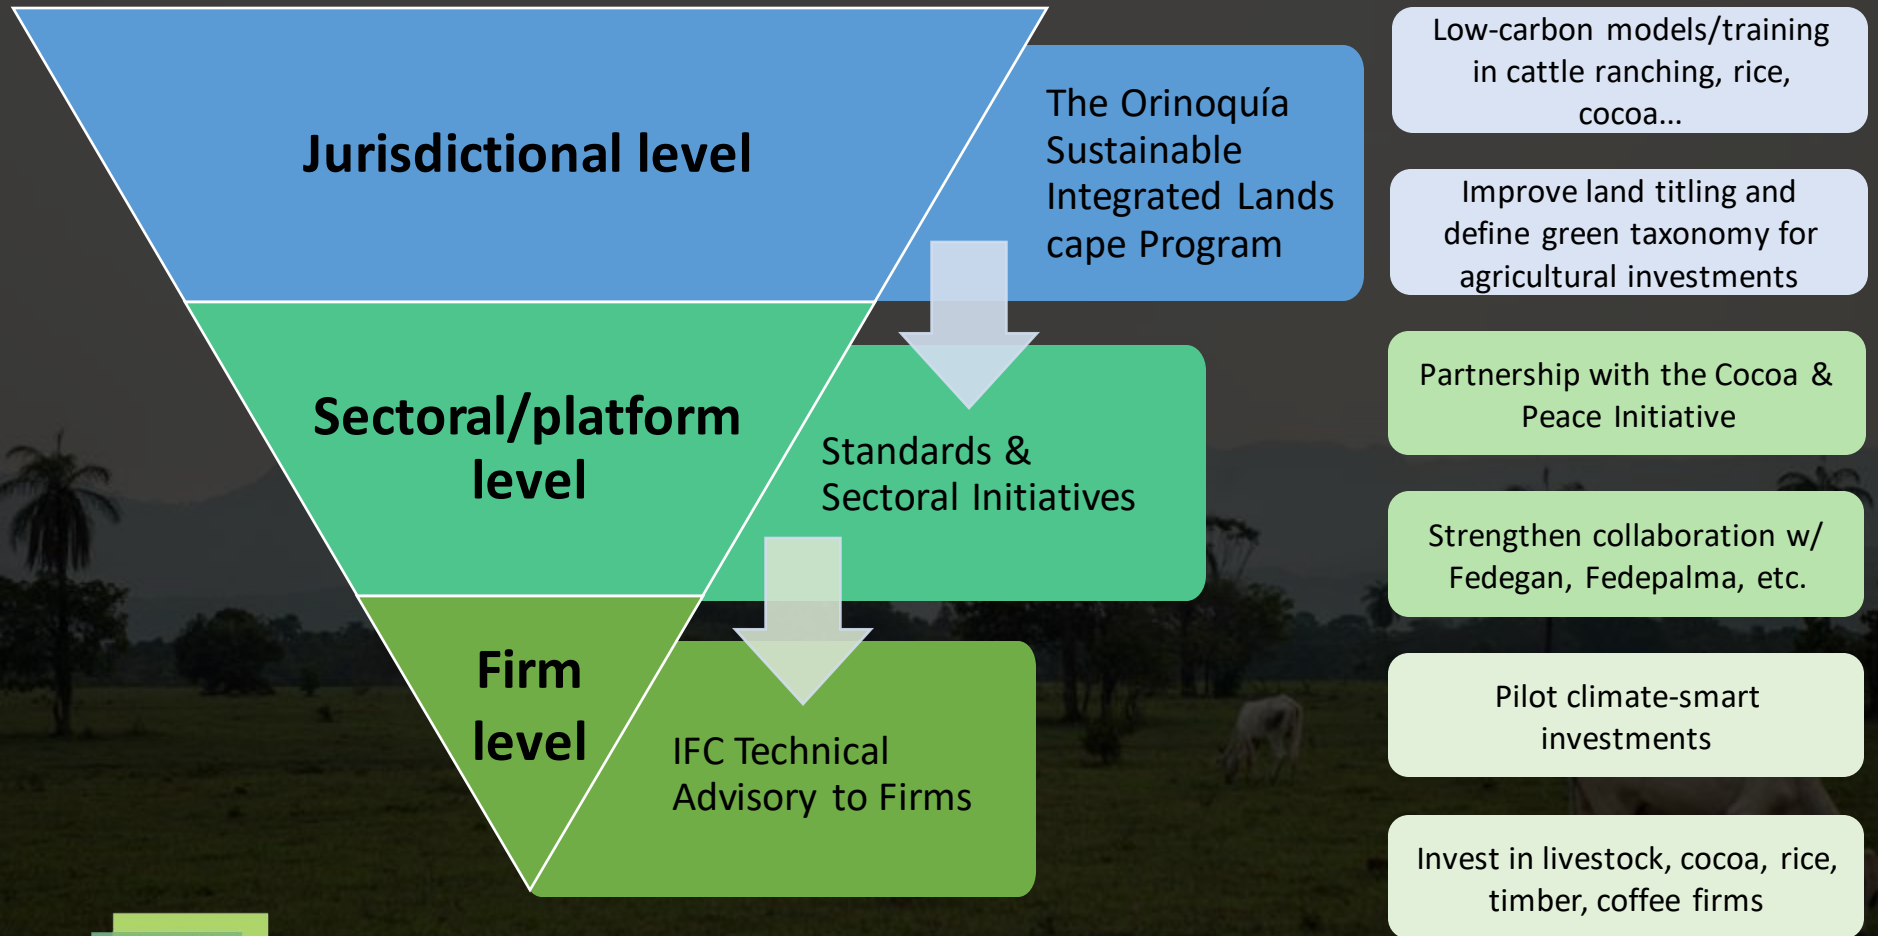 Jurisdictional level
The Orinoquía
Sustainable
Integrated Lands
cape Program
Sectoral/platform
level
Standards &
Sectoral Initiatives
Firm
level
IFC Technical
Advisory to Firms
Low-carbon models/training
in cattle ranching, rice,
cocoa...
Improve land titling and
define green taxonomy for
agricultural investments
Partnership with the Cocoa &
Peace Initiative
Strengthen collaboration w/
Fedegan, Fedepalma, etc.
Pilot climate-smart
investments
Invest in livestock, cocoa, rice,
timber, coffee firms